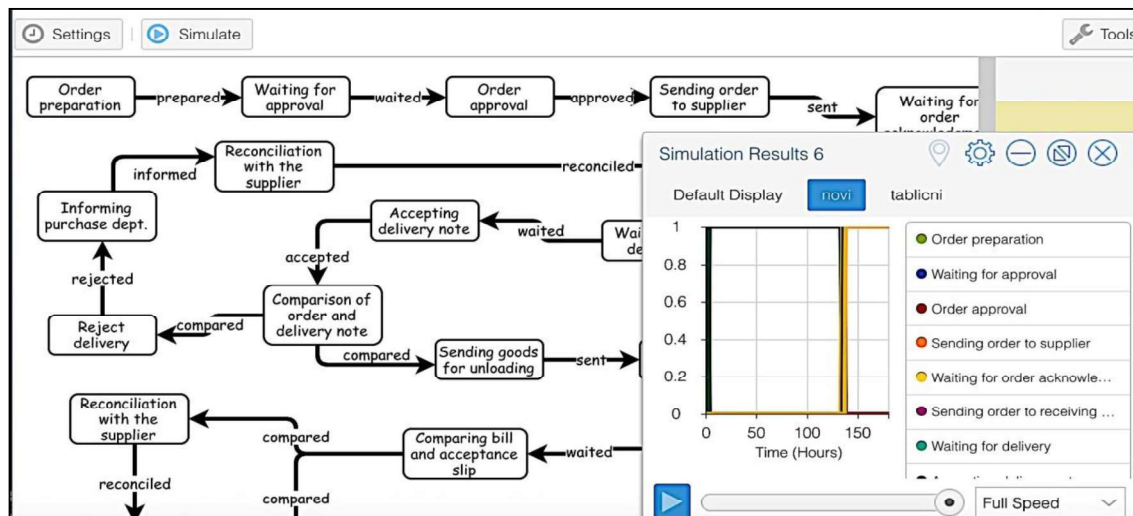 Settings
Simulate
Tools
Order
preparation
prepared
Waiting for
approval
waited
Order
approval
approved
Sending order
to supplier
sent
Waiting for
order
Reconciliation
with the
supplier
informed
reconciled
Informing
purchase dept.
Accepting
delivery note
waited
accepted
rejected
Comparison of
order and
delivery note
Reject
delivery
compared
compared
Sending goods
for unloading
sent
Reconciliation
with the
supplier
compared
Comparing bill
and acceptance
slip
waited
reconciled
compared
Simulation Results 6
Default Display
novi
tablicni
1
0.8
0.6
0.4
0.2
0
0
50
100
150
Time (Hours)
Order preparation
Waiting for approval
Order approval
Sending order to supplier
Waiting for order acknowle...
Sending order to receiving ...
Waiting for delivery
Full Speed